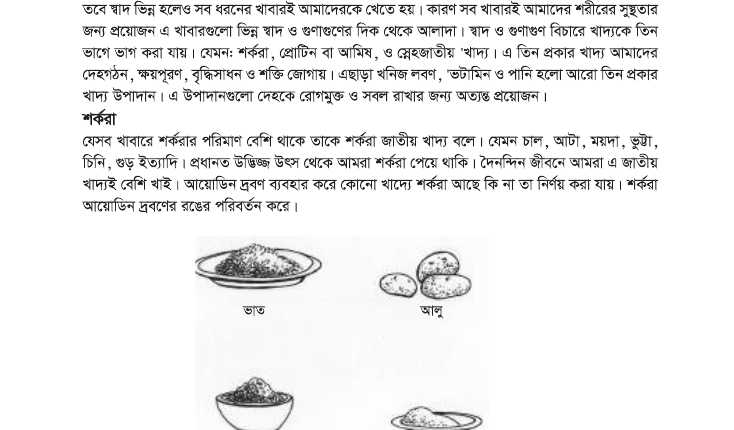 তবে স্বাদ ভিন্ন হলেও সব ধরনের খাবারই আমাদেরকে খেতে হয়। কারণ সব খাবারই আমাদের শরীরের সুস্থতার
জন্য প্রয়োজন এ খাবারগুলো ভিন্ন স্বাদ ও গুণাগুণের দিক থেকে আলাদা। স্বাদ ও গুণাগুণ বিচারে খাদ্যকে তিন
ভাগে ভাগ করা যায়। যেমন: শর্করা, প্রোটিন বা আমিষ, ও স্নেহজাতীয় 'খাদ্য। এ তিন প্রকার খাদ্য আমাদের
দেহগঠন, ক্ষয়পূরণ, বৃদ্ধিসাধন ও শক্তি জোগায়। এছাড়া খনিজ লবণ, 'ভটামিন ও পানি হলো আরো তিন প্রকার
খাদ্য উপাদান। এ উপাদানগুলো দেহকে রোগমুক্ত ও সবল রাখার জন্য অত্যন্ত প্রয়োজন।
শর্করা
যেসব খাবারে শর্করার পরিমাণ বেশি থাকে তাকে শর্করা জাতীয় খাদ্য বলে। যেমন চাল, আটা, ময়দা, ভুট্টা,
চিনি, গুড় ইত্যাদি। প্রধানত উদ্ভিজ্জ উৎস থেকে আমরা শর্করা পেয়ে থাকি। দৈনন্দিন জীবনে আমরা এ জাতীয়
খাদ্যই বেশি খাই। আয়োডিন দ্রবণ ব্যবহার করে কোনো খাদ্যে শর্করা আছে কি না তা নির্ণয় করা যায়। শর্করা
আয়োডিন দ্রবণের রঙের পরিবর্তন করে।
ভাত
আলু